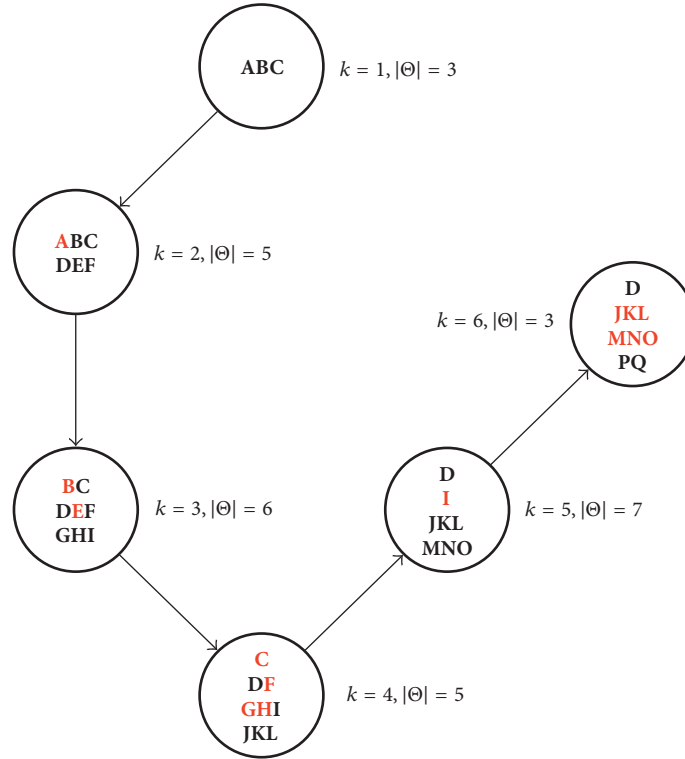 ABC
k = 1, |Θ| = 3
ABC
DEF
k = 2, |Θ| = 5
BC
DEF
GHI
k = 3, |Θ| = 6
C
DF
GHI
JKL
k = 4, |Θ| = 5
D
I
JKL
MNO
k = 5, |Θ| = 7
k = 6, |Θ| = 3
D
JKL
MNO
PQ